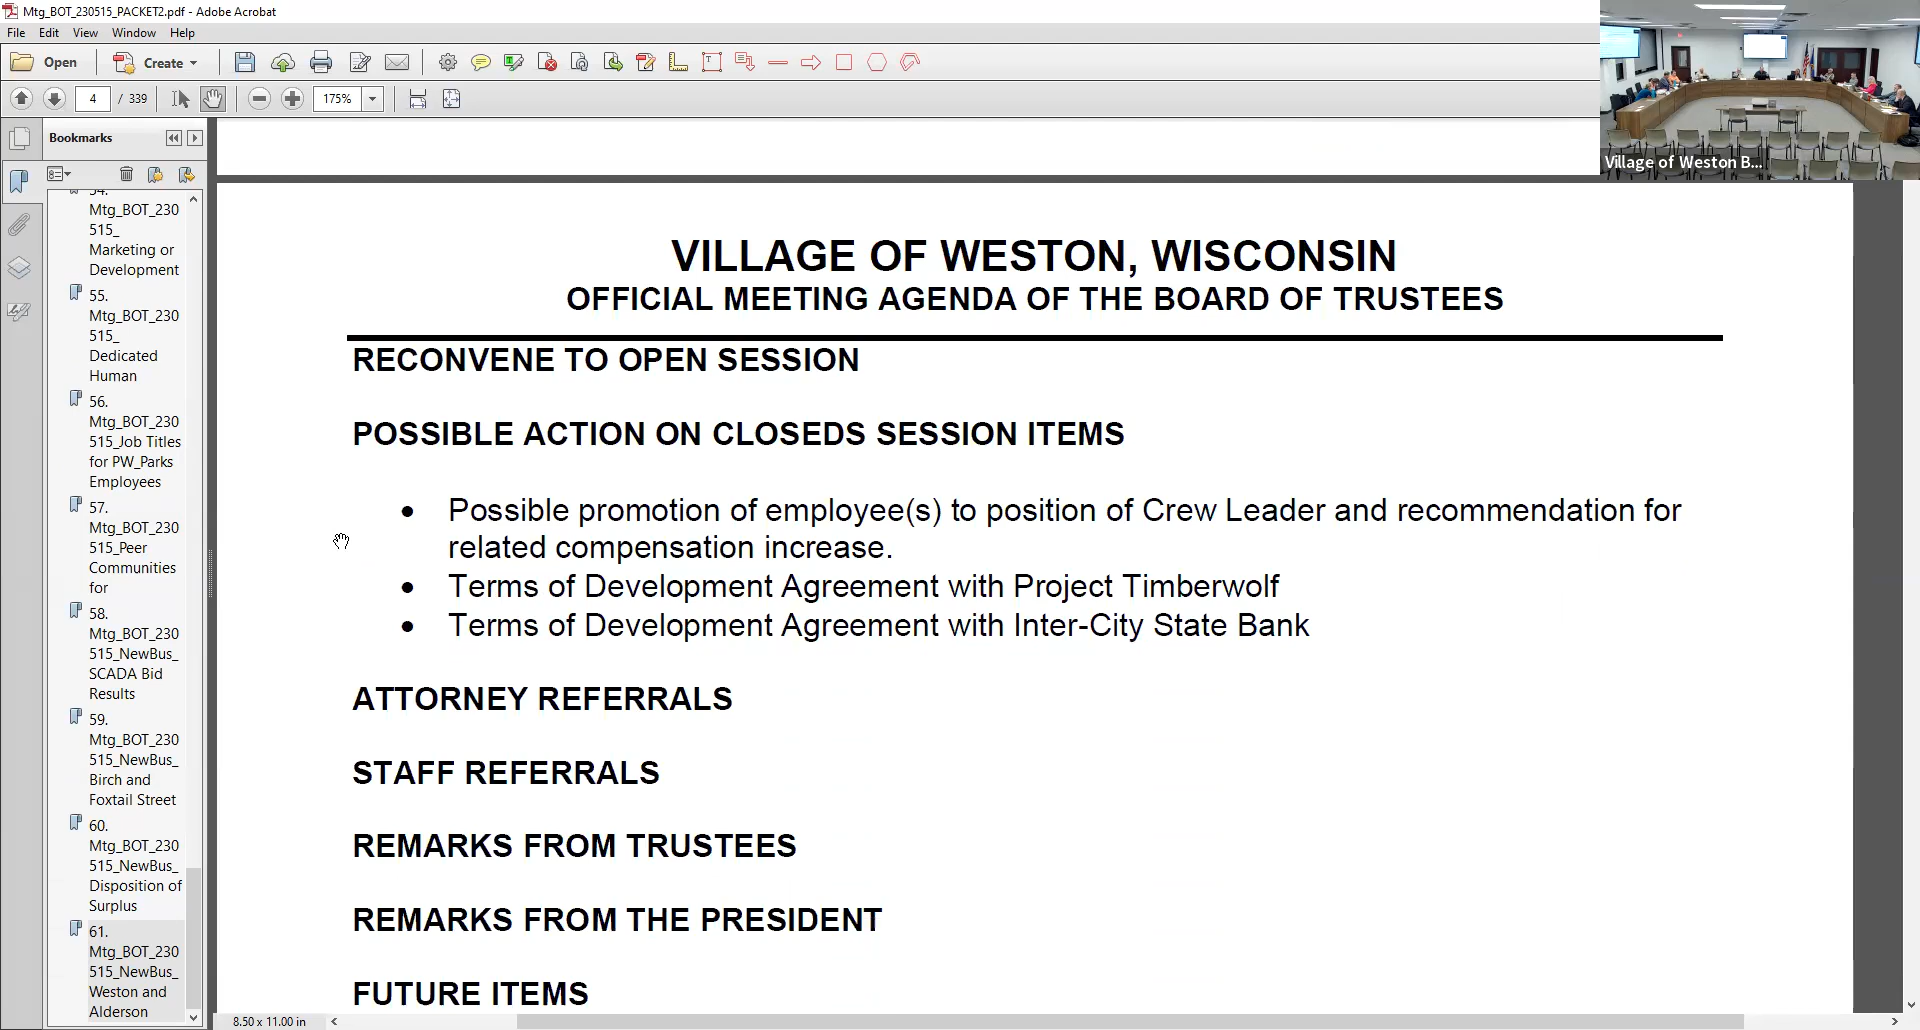 Mtg_BOT_230515_PACKET2.pdf - Adobe Acrobat
File Edit View Window Help
Open Create
4 / 339 175%
Bookmarks
54.
Mtg_BOT_230
515_
Marketing or
Development
55.
Mtg_BOT_230
515_
Dedicated
Human
56.
Mtg_BOT_230
515_Job Titles
for PW_Parks
Employees
57.
Mtg_BOT_230
515_Peer
Communities
for
58.
Mtg_BOT_230
515_NewBus_
SCADA Bid
Results
59.
Mtg_BOT_230
515_NewBus_
Birch and
Foxtail Street
60.
Mtg_BOT_230
515_NewBus_
Disposition of
Surplus
61.
Mtg_BOT_230
515_NewBus_
Weston and
Alderson
VILLAGE OF WESTON, WISCONSIN
OFFICIAL MEETING AGENDA OF THE BOARD OF TRUSTEES
RECONVENE TO OPEN SESSION
POSSIBLE ACTION ON CLOSEDS SESSION ITEMS
• Possible promotion of employee(s) to position of Crew Leader and recommendation for
related compensation increase.
• Terms of Development Agreement with Project Timberwolf
• Terms of Development Agreement with Inter-City State Bank
ATTORNEY REFERRALS
STAFF REFERRALS
REMARKS FROM TRUSTEES
REMARKS FROM THE PRESIDENT
FUTURE ITEMS
8.50 x 11.00 in
Village of Weston B...